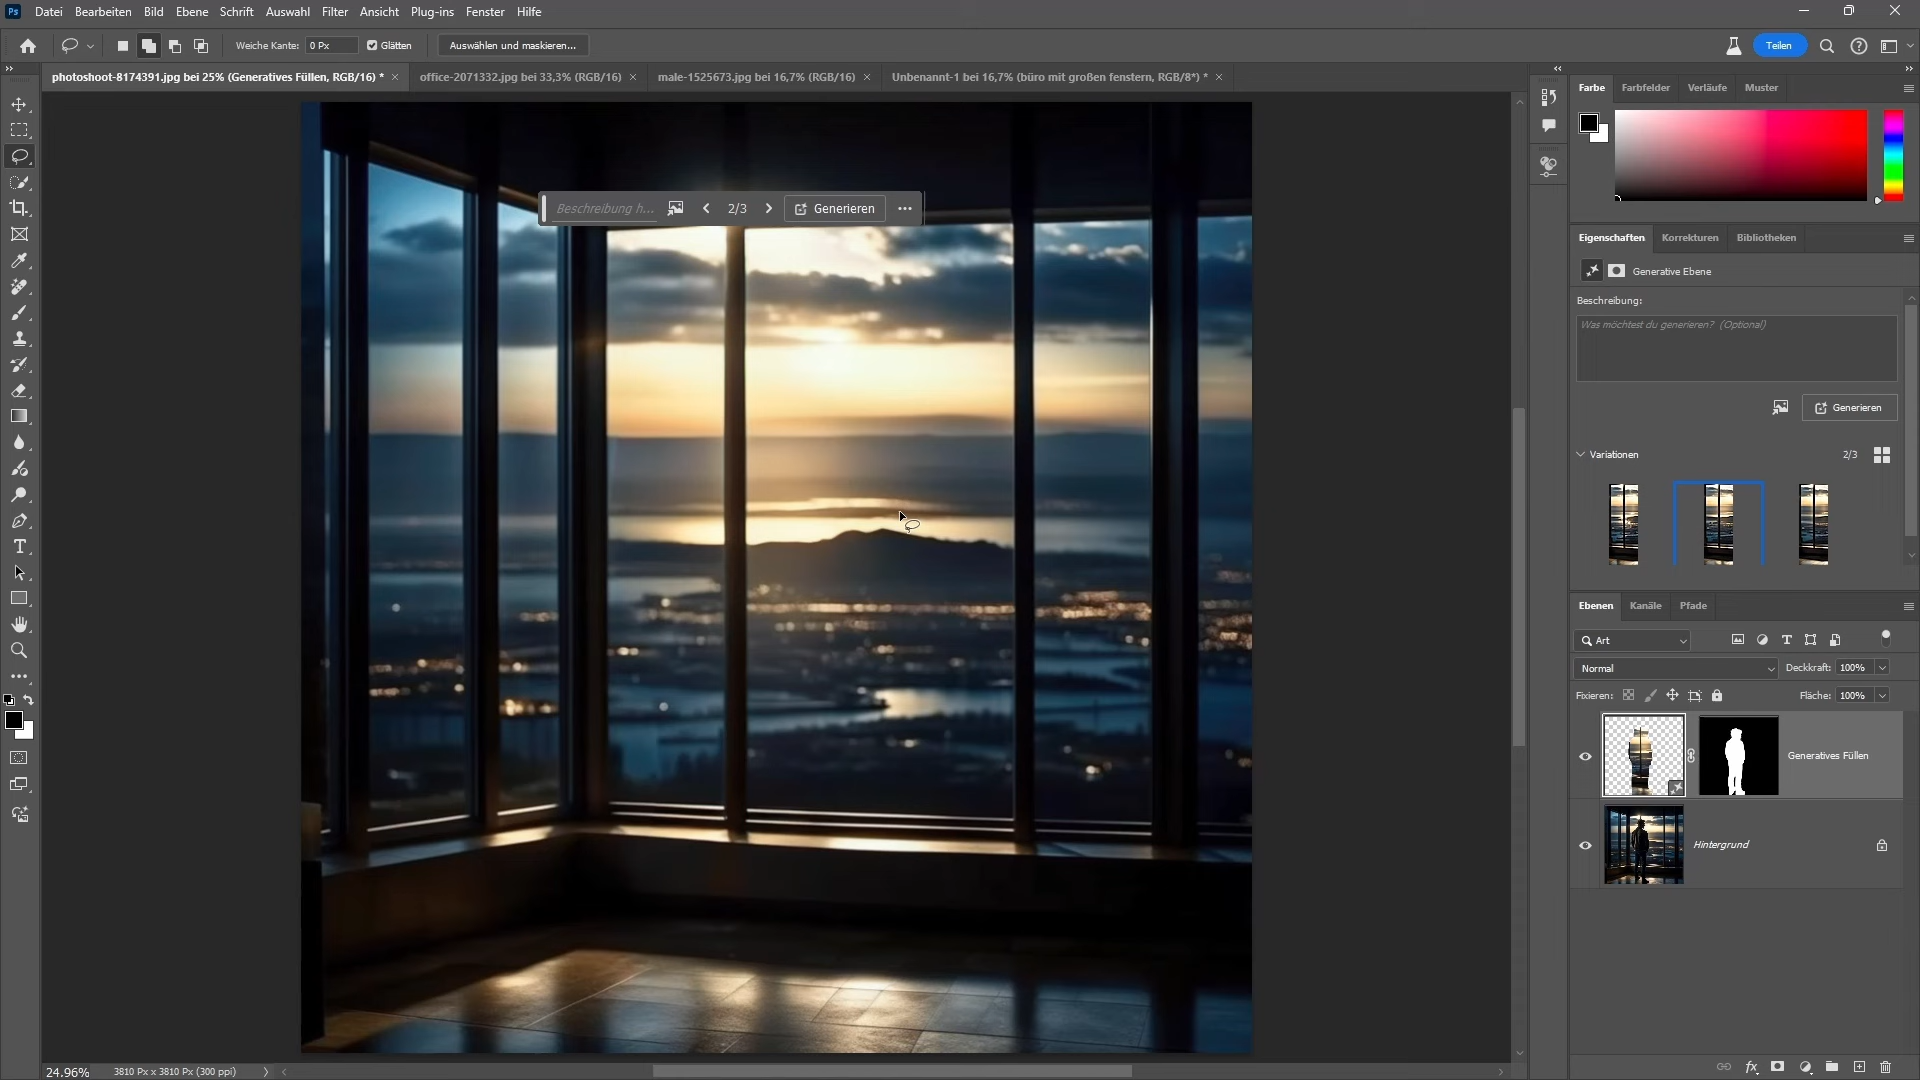 Ps Datei Bearbeiten Bild Ebene Schrift Auswahl Filter Ansicht Plug-ins Fenster Hilfe
Weiche Kante: 0 Px Glätten Auswählen und maskieren... Teilen
photoshoot-8174391.jpg bei 25% (Generatives Füllen, RGB/16) * office-2071332.jpg bei 33,3% (RGB/16) male-1525673.jpg bei 16,7% (RGB/16) Unbenannt-1 bei 16,7% (büro mit großen fenstern, RGB/8*) *
Farbe Farbfelder Verläufe Muster
Beschreibung h... 2/3 Generieren
Eigenschaften Korrekturen Bibliotheken
Generative Ebene
Beschreibung:
Was möchtest du generieren? (Optional)
Generieren
Variationen 2/3
Ebenen Kanäle Pfade
Art
Normal Deckkraft: 100%
Fixieren: Fläche: 100%
Generatives Füllen
Hintergrund
24.96% 3810 Px x 3810 Px (300 ppi)